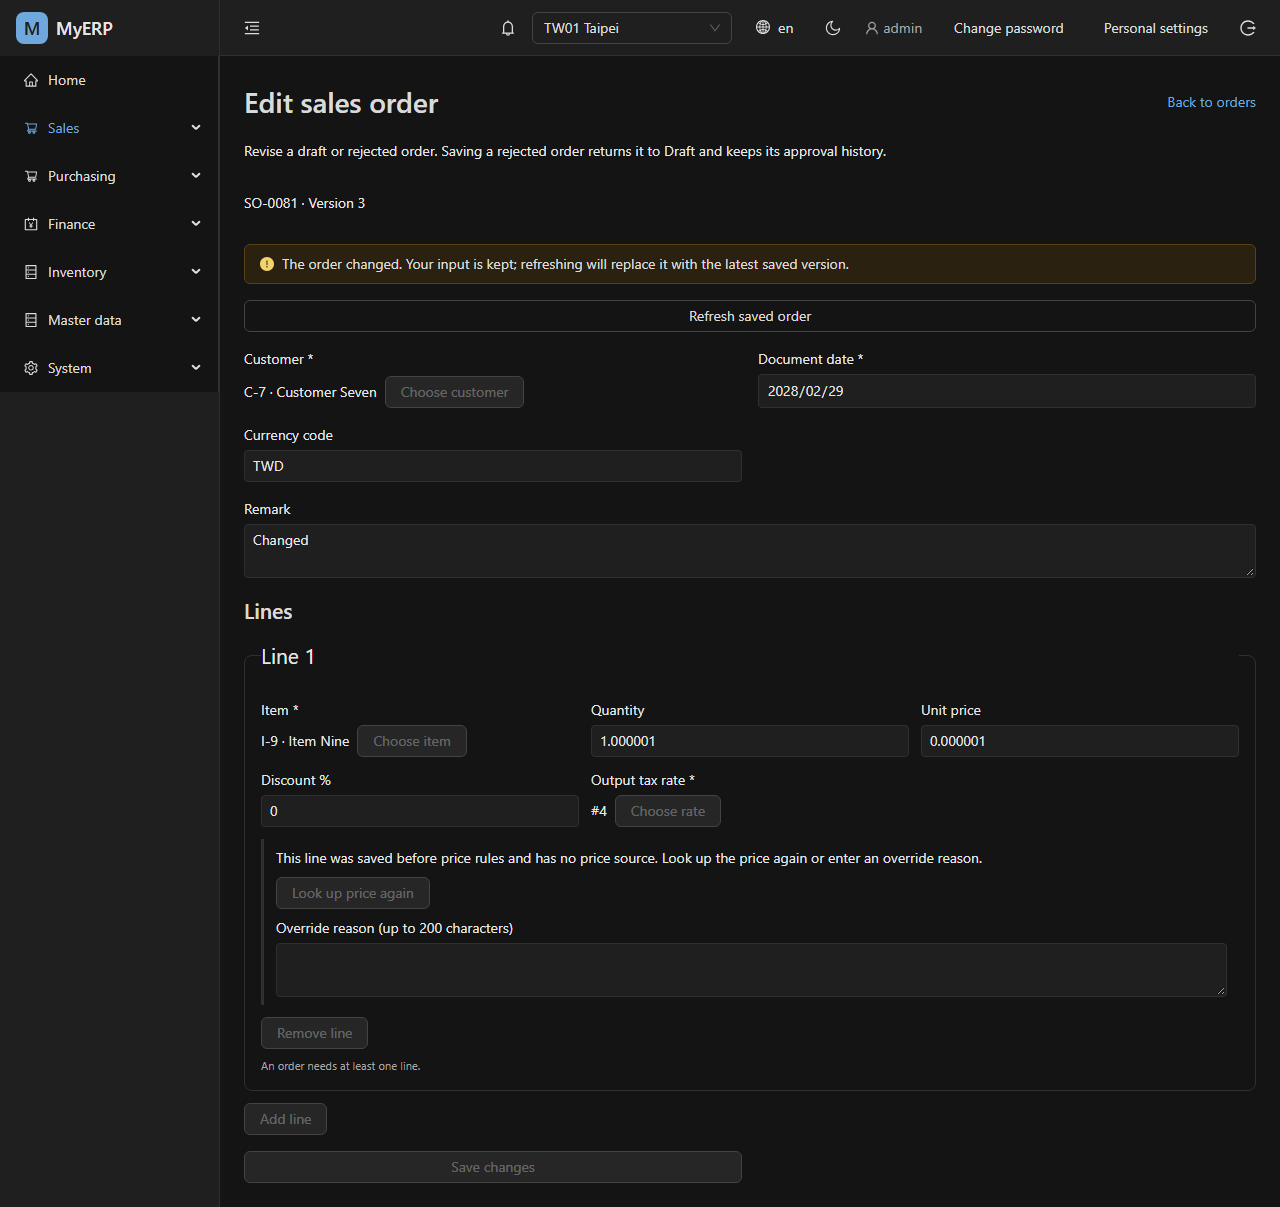 M MyERP
TW01 Taipei
en
admin
Change password
Personal settings
Home
Sales
Purchasing
Finance
Inventory
Master data
System
Edit sales order
Back to orders
Revise a draft or rejected order. Saving a rejected order returns it to Draft and keeps its approval history.
SO-0081 · Version 3
The order changed. Your input is kept; refreshing will replace it with the latest saved version.
Refresh saved order
Customer *
C-7 · Customer Seven
Choose customer
Document date *
2028/02/29
Currency code
TWD
Remark
Changed
Lines
Line 1
Item *
I-9 · Item Nine
Choose item
Quantity
1.000001
Unit price
0.000001
Discount %
0
Output tax rate *
#4
Choose rate
This line was saved before price rules and has no price source. Look up the price again or enter an override reason.
Look up price again
Override reason (up to 200 characters)
Remove line
An order needs at least one line.
Add line
Save changes